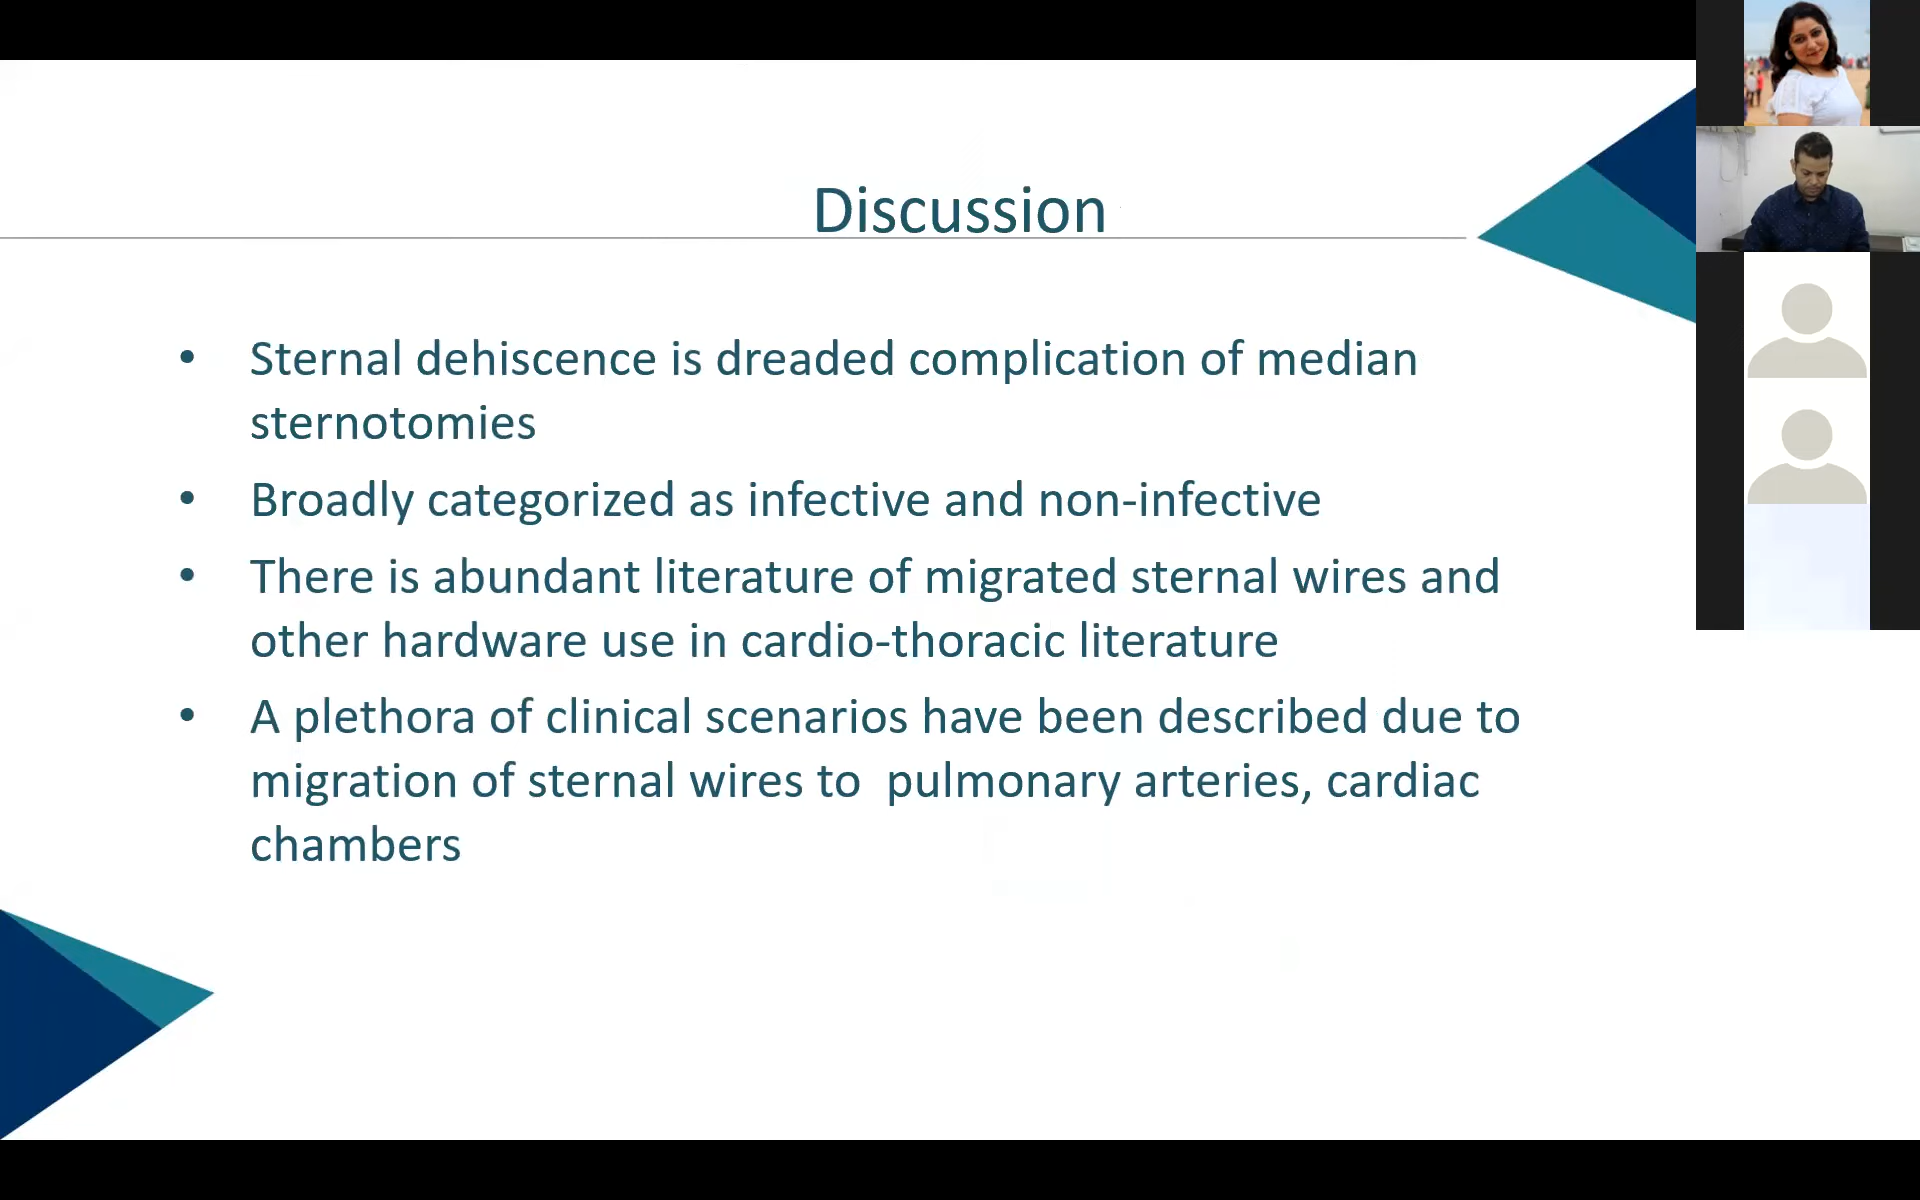 Discussion
• Sternal dehiscence is dreaded complication of median
sternotomies
• Broadly categorized as infective and non-infective
• There is abundant literature of migrated sternal wires and
other hardware use in cardio-thoracic literature
• A plethora of clinical scenarios have been described due to
migration of sternal wires to  pulmonary arteries, cardiac
chambers